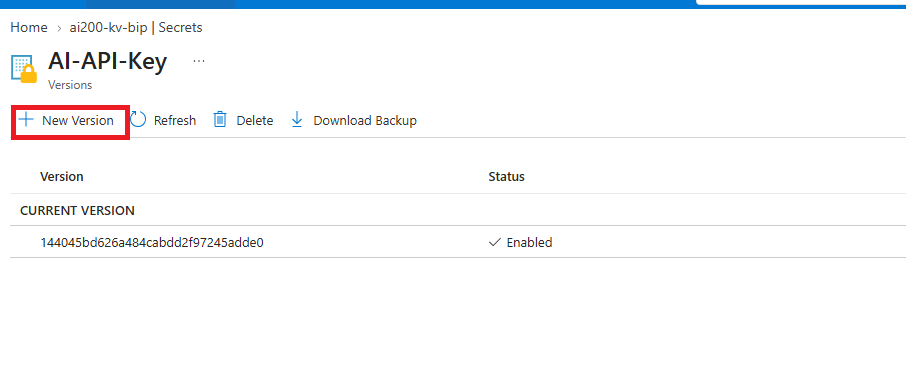 Home > ai200-kv-bip | Secrets
AI-API-Key ...
Versions
New Version Refresh Delete Download Backup
Version Status
CURRENT VERSION
144045bd626a484cabdd2f97245adde0 Enabled